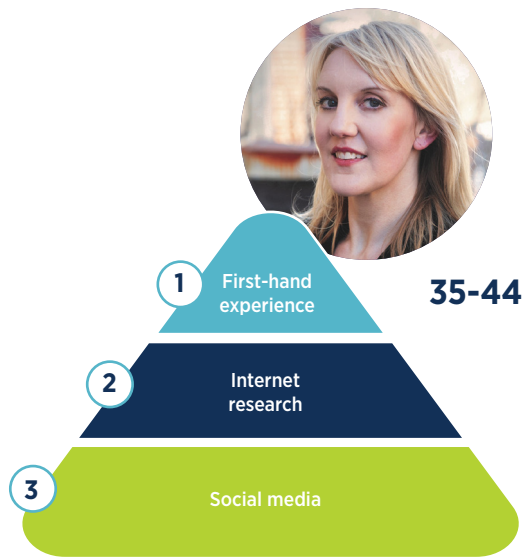 1
First-hand
experience
35-44
2
Internet
research
3
Social media